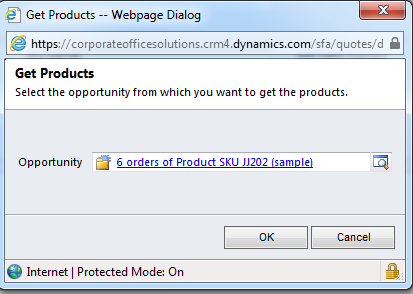 Get Products -- Webpage Dialog
https://corporateofficesolutions.crm4.dynamics.com/sfa/quotes/d
Get Products
Select the opportunity from which you want to get the products.
Opportunity 6 orders of Product SKU JJ202 (sample)
OK Cancel
Internet | Protected Mode: On